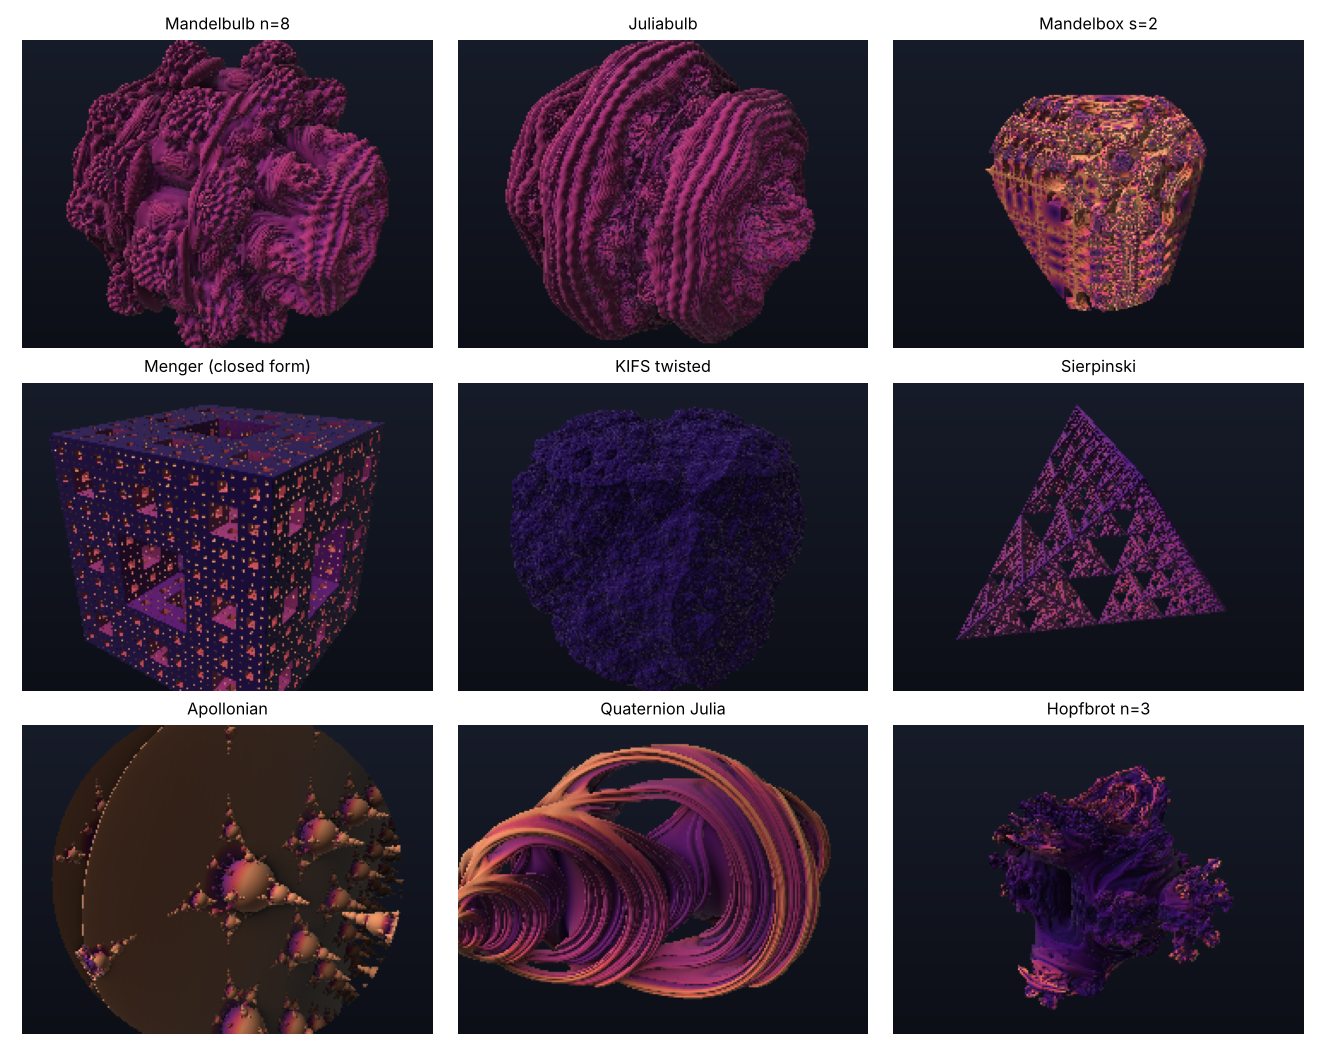 Mandelbulb n=8
Juliabulb
Mandelbox s=2
Menger (closed form)
KIFS twisted
Sierpinski
Apollonian
Quaternion Julia
Hopfbrot n=3